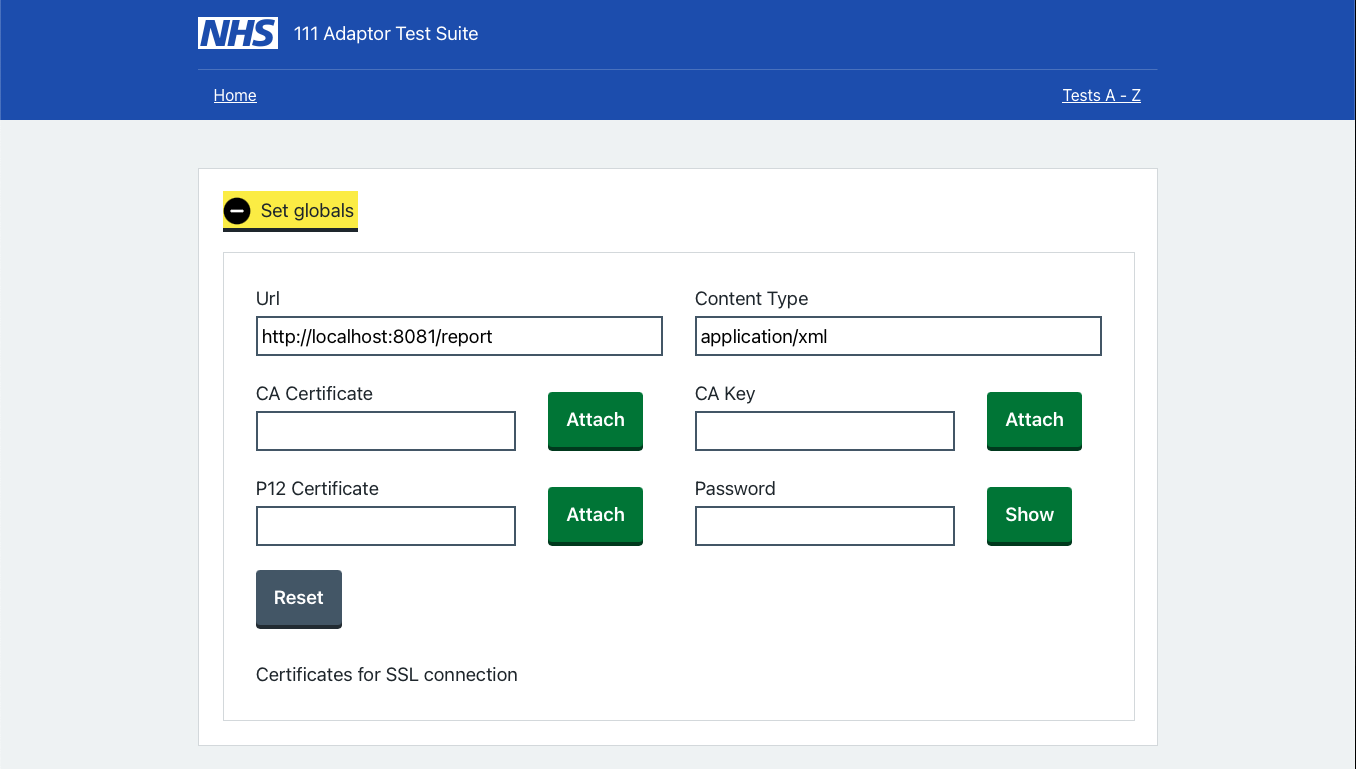 NHS 111 Adaptor Test Suite
Home Tests A - Z
Set globals
Url Content Type
http://localhost:8081/report application/xml
CA Certificate Attach CA Key Attach
P12 Certificate Attach Password Show
Reset
Certificates for SSL connection